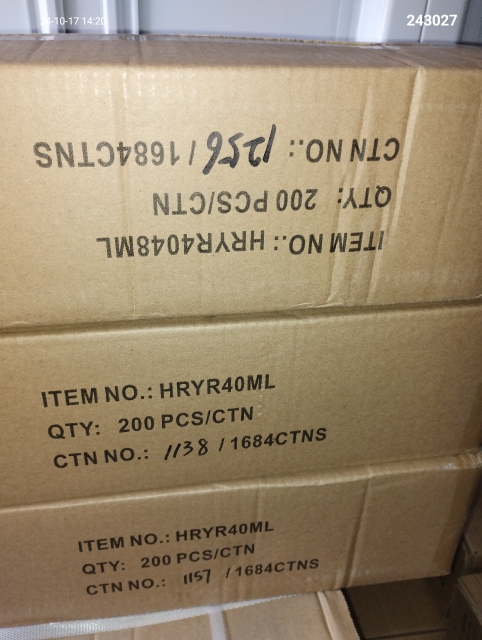 24-10-17 14:20
243027
ITEM NO.: HRYR4048ML
QTY: 200 PCS/CTN
CTN NO.: 1256 / 1684CTNS
ITEM NO.: HRYR40ML
QTY: 200 PCS/CTN
CTN NO.: 1138 / 1684CTNS
ITEM NO.: HRYR40ML
QTY: 200 PCS/CTN
CTN NO.: 1157 / 1684CTNS